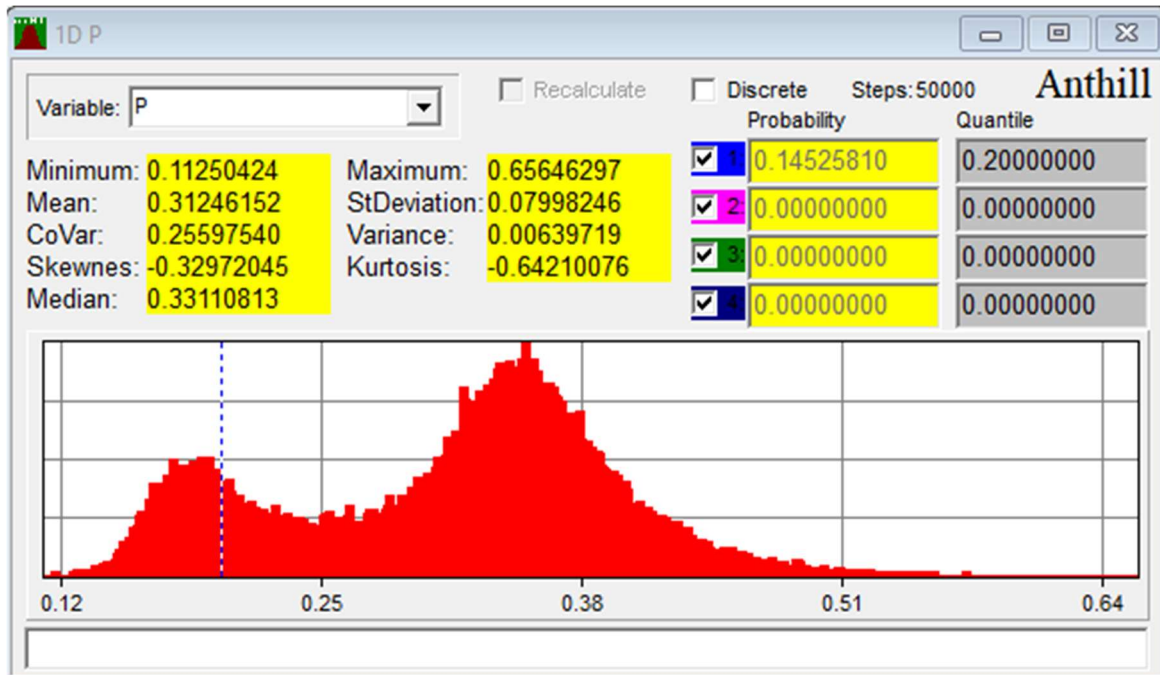 1D P
Variable: P
Recalculate
Discrete
Steps:50000
Anthill
Probability
Quantile
Minimum: 0.11250424
Maximum: 0.65646297
1: 0.14525810
0.20000000
Mean: 0.31246152
StDeviation: 0.07998246
2: 0.00000000
0.00000000
CoVar: 0.25597540
Variance: 0.00639719
3: 0.00000000
0.00000000
Skewnes: -0.32972045
Kurtosis: -0.64210076
4 0.00000000
0.00000000
Median: 0.33110813
0.12 0.25 0.38 0.51 0.64